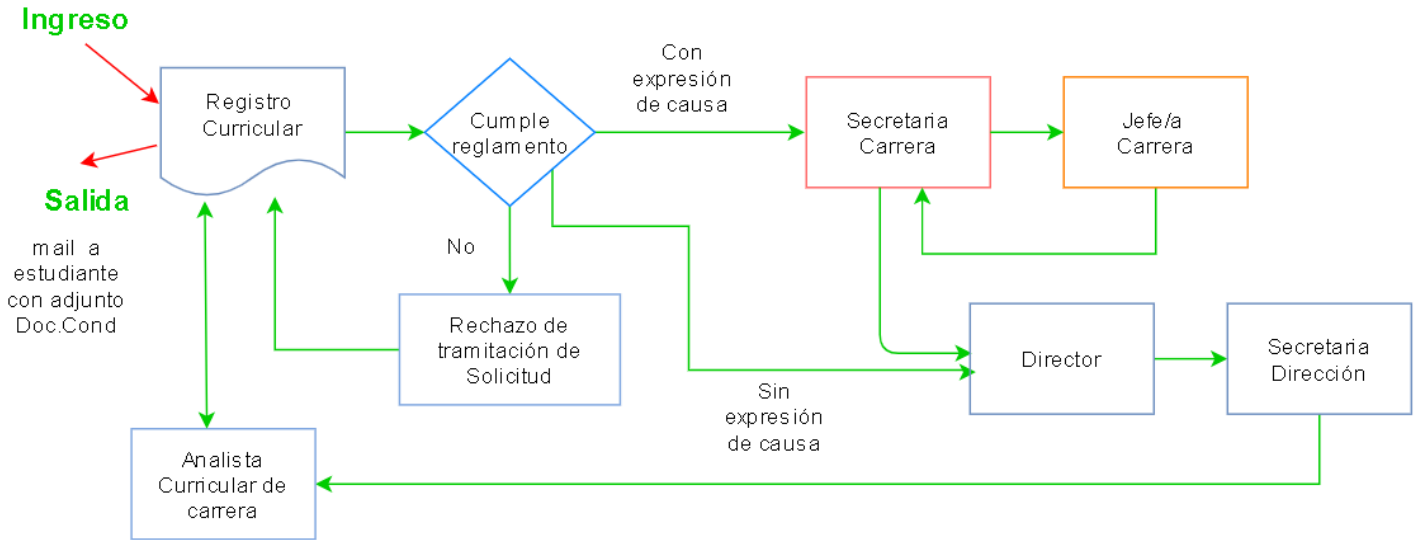 Ingreso
Registro
Curricular
Salida
mail a
estudiante
con adjunto
Doc.Cond
Cumple
reglamento
Con
expresión
de causa
Secretaria
Carrera
Jefe/a
Carrera
No
Rechazo de
tramitación de
Solicitud
Sin
expresión
de causa
Director
Secretaria
Dirección
Analista
Curricular de
carrera